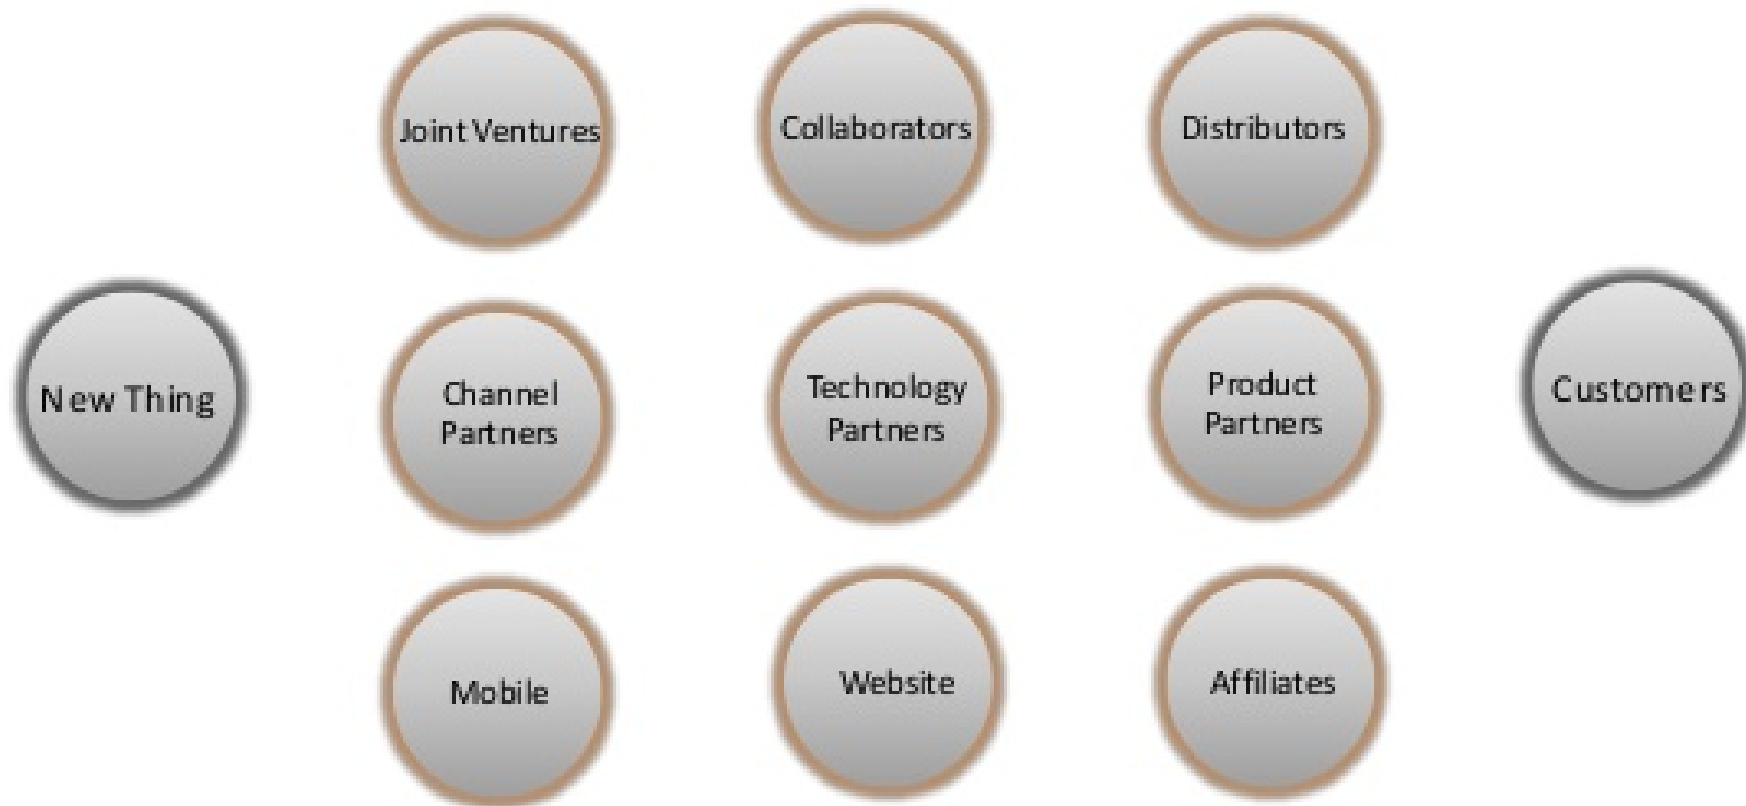 Joint Ventures
Collaborators
Distributors
New Thing
Channel
Partners
Technology
Partners
Product
Partners
Customers
Mobile
Website
Affiliates